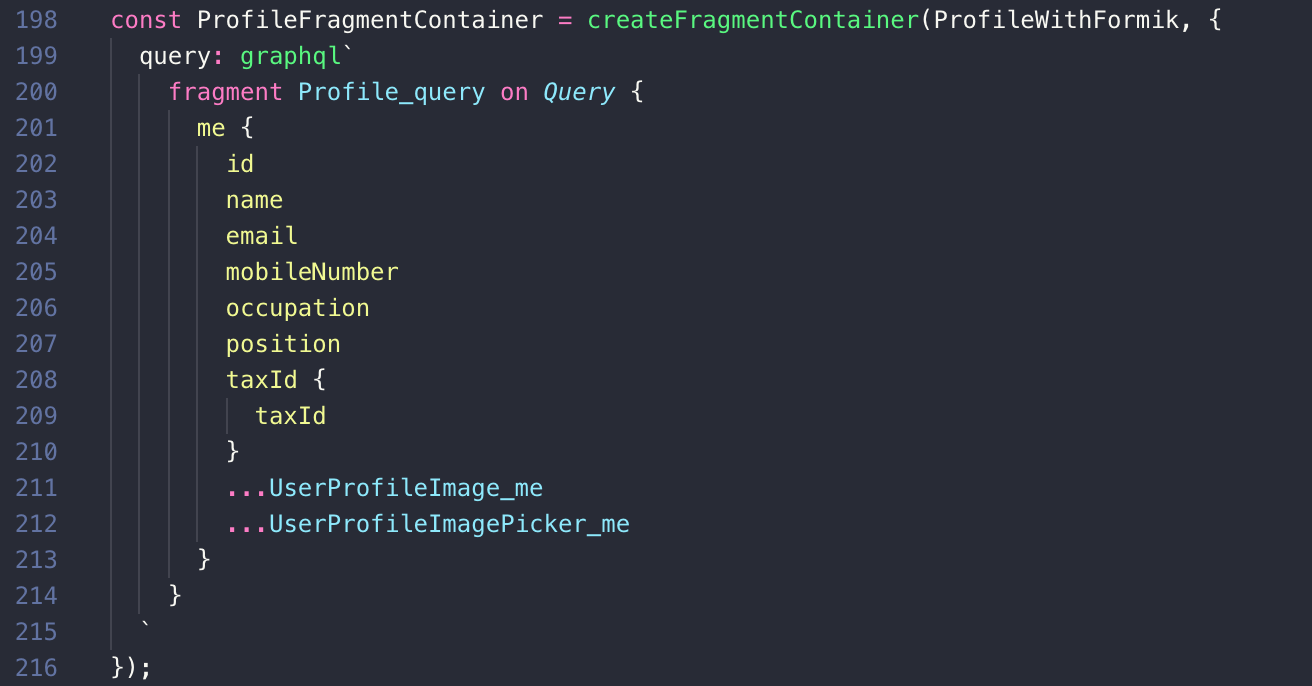 198 const ProfileFragmentContainer = createFragmentContainer(ProfileWithFormik, {
199   query: graphql`
200     fragment Profile_query on Query {
201       me {
202         id
203         name
204         email
205         mobileNumber
206         occupation
207         position
208         taxId {
209           taxId
210         }
211         ...UserProfileImage_me
212         ...UserProfileImagePicker_me
213       }
214     }
215   `
216 });